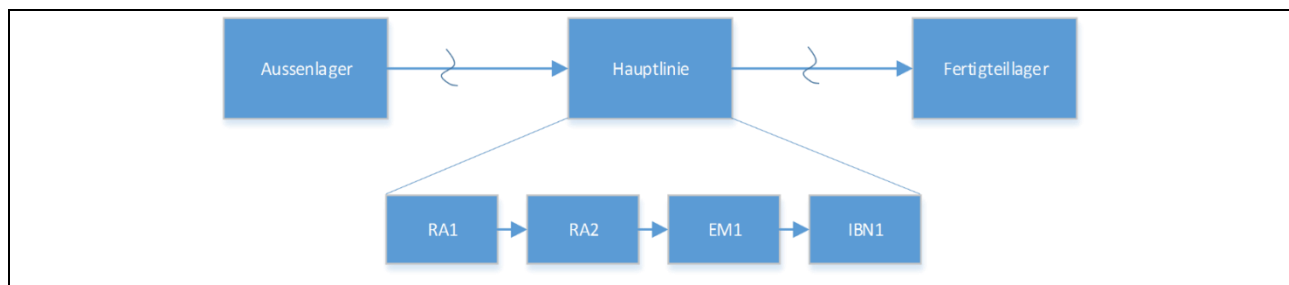 Aussenlager
Hauptlinie
Fertigteillager
RA1
RA2
EM1
IBN1